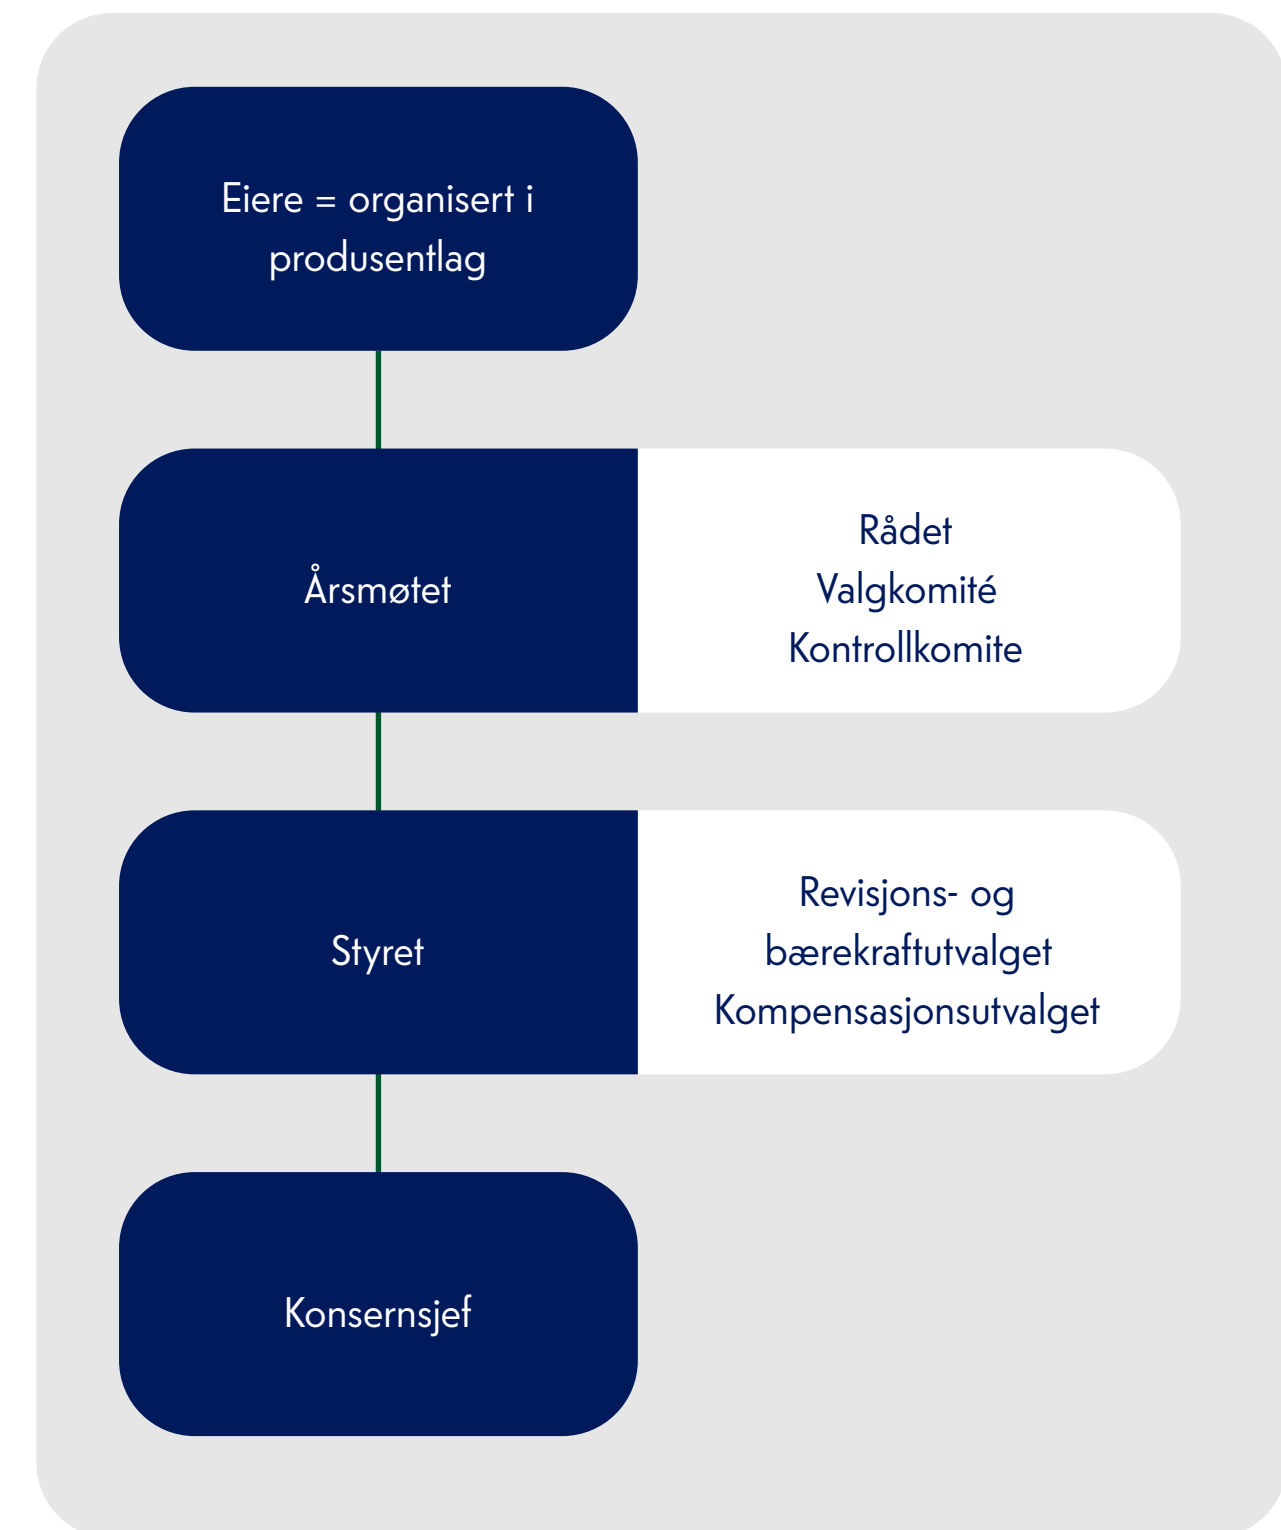 Eiere = organisert i
produsentlag
Årsmøtet
Rådet
Valgkomité
Kontrollkomite
Styret
Revisjons- og
bærekraftutvalget
Kompensasjonsutvalget
Konsernsjef